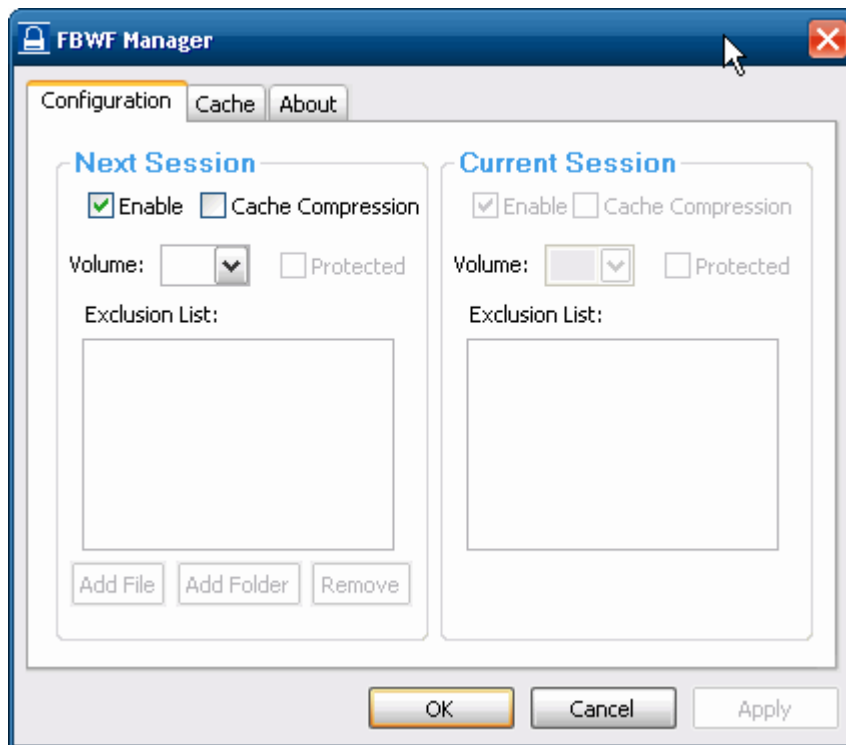 FBWF Manager
Configuration Cache About
Next Session
Enable Cache Compression
Volume: Protected
Exclusion List:
Add File Add Folder Remove
Current Session
Enable Cache Compression
Volume: Protected
Exclusion List:
OK Cancel Apply